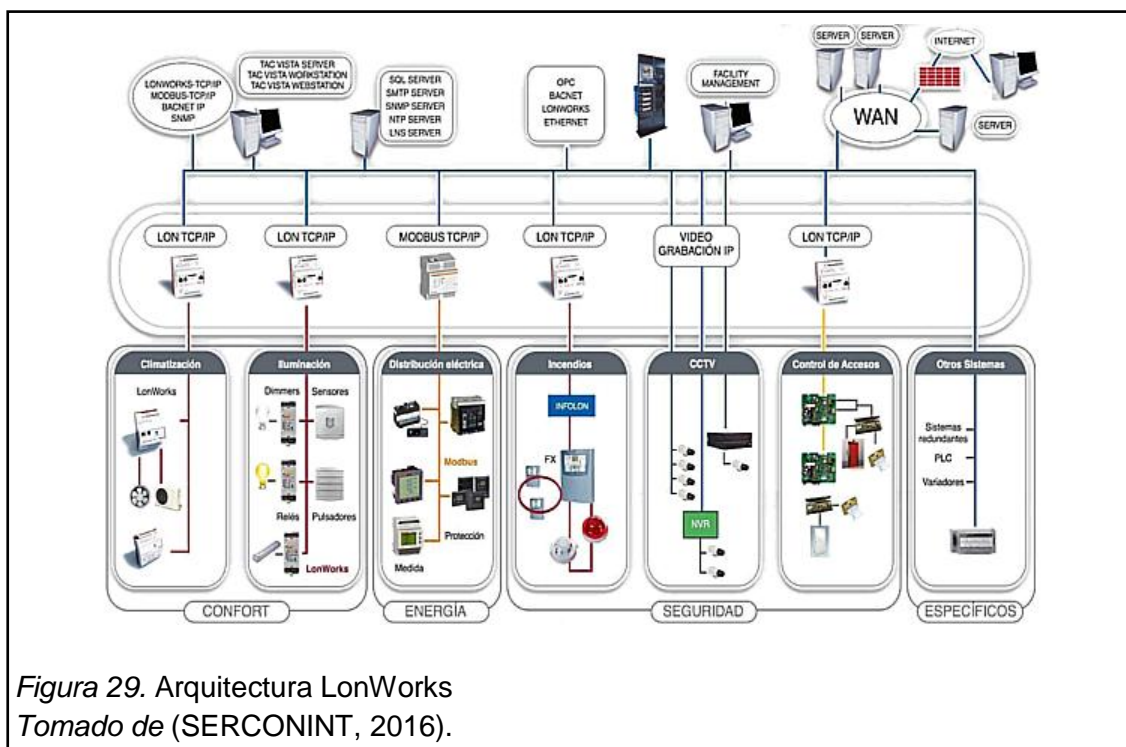 LONWORKS-TCP/IP
MODBUS-TCP/IP
BACNET IP
SNMP
TAC VISTA SERVER
TAC VISTA WORKSTATION
TAC VISTA WEBSTATION
SQL SERVER
SMTP SERVER
SNMP SERVER
NTP SERVER
LNS SERVER
OPC
BACNET
LONWORKS
ETHERNET
FACILITY
MANAGEMENT
SERVER
SERVER
INTERNET
WAN
SERVER
LON TCP/IP
LON TCP/IP
MODBUS TCP/IP
LON TCP/IP
VIDEO
GRABACIÓN IP
LON TCP/IP
Climatización
LonWorks
Iluminación
Dimmers
Sensores
Relés
Pulsadores
LonWorks
Distribución eléctrica
Modbus
Protección
Medida
Incendios
INFOLON
FX
CCTV
NVR
Control de Accesos
Otros Sistemas
Sistemas
redundantes
PLC
Variadores
CONFORT
ENERGÍA
SEGURIDAD
ESPECÍFICOS
Figura 29. Arquitectura LonWorks
Tomado de (SERCONINT, 2016).